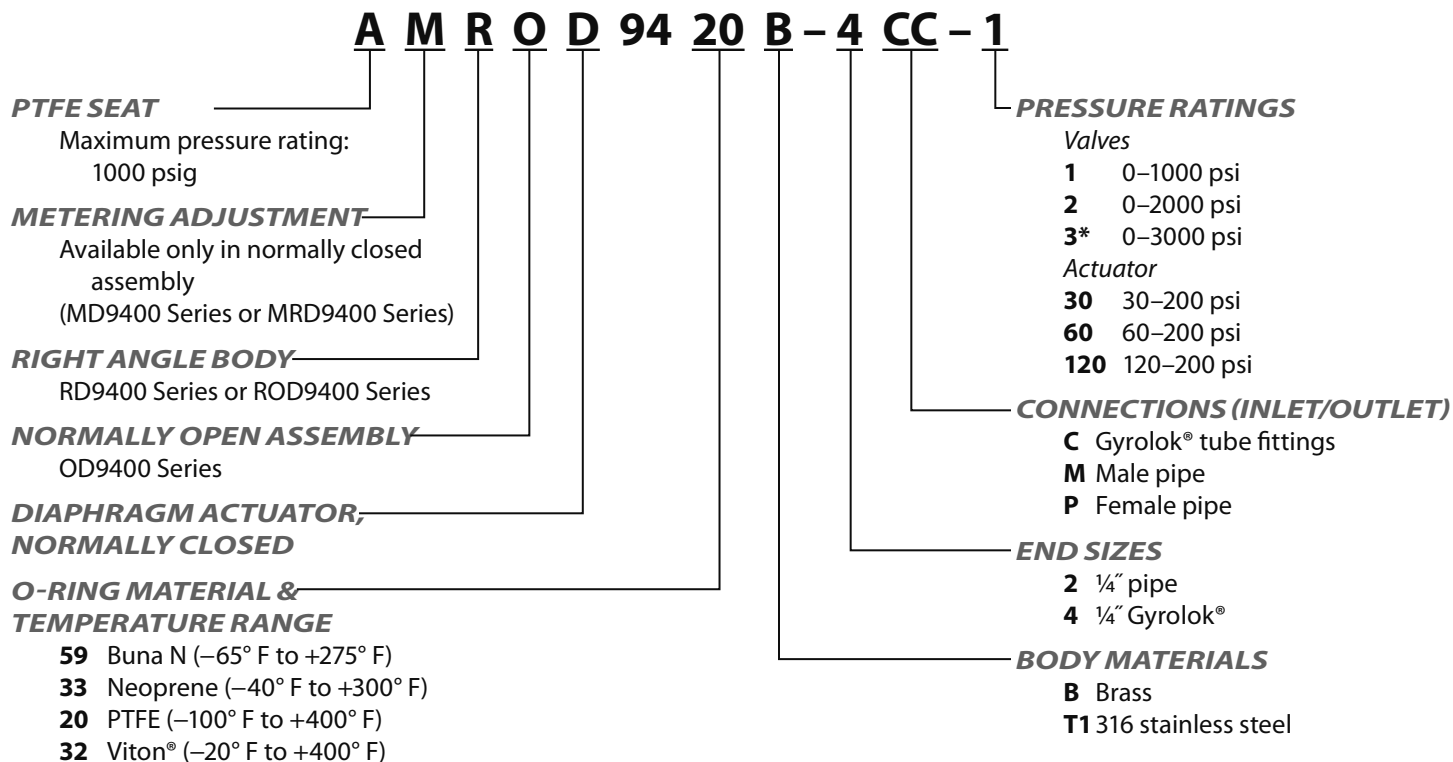 A M R O D 94 20 B – 4 CC – 1
PTFE SEAT
Maximum pressure rating:
1000 psig
METERING ADJUSTMENT
Available only in normally closed
assembly
(MD9400 Series or MRD9400 Series)
RIGHT ANGLE BODY
RD9400 Series or ROD9400 Series
NORMALLY OPEN ASSEMBLY
OD9400 Series
DIAPHRAGM ACTUATOR,
NORMALLY CLOSED
O-RING MATERIAL &
TEMPERATURE RANGE
59 Buna N (−65° F to +275° F)
33 Neoprene (−40° F to +300° F)
20 PTFE (−100° F to +400° F)
32 Viton® (−20° F to +400° F)
PRESSURE RATINGS
Valves
1 0–1000 psi
2 0–2000 psi
3* 0–3000 psi
Actuator
30 30–200 psi
60 60–200 psi
120 120–200 psi
CONNECTIONS (INLET/OUTLET)
C Gyrolok® tube fittings
M Male pipe
P Female pipe
END SIZES
2 ¼˝ pipe
4 ¼˝ Gyrolok®
BODY MATERIALS
B Brass
T1 316 stainless steel